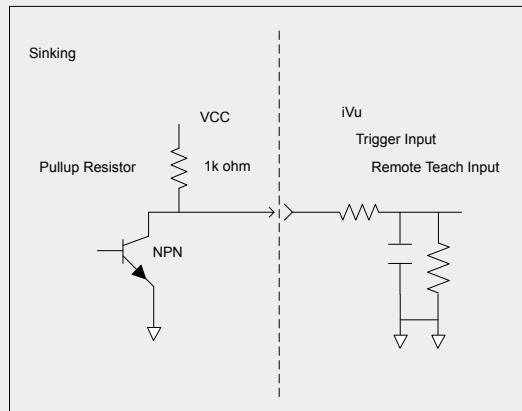 Sinking
VCC
iVu
Trigger Input
Pullup Resistor
1k ohm
Remote Teach Input
NPN